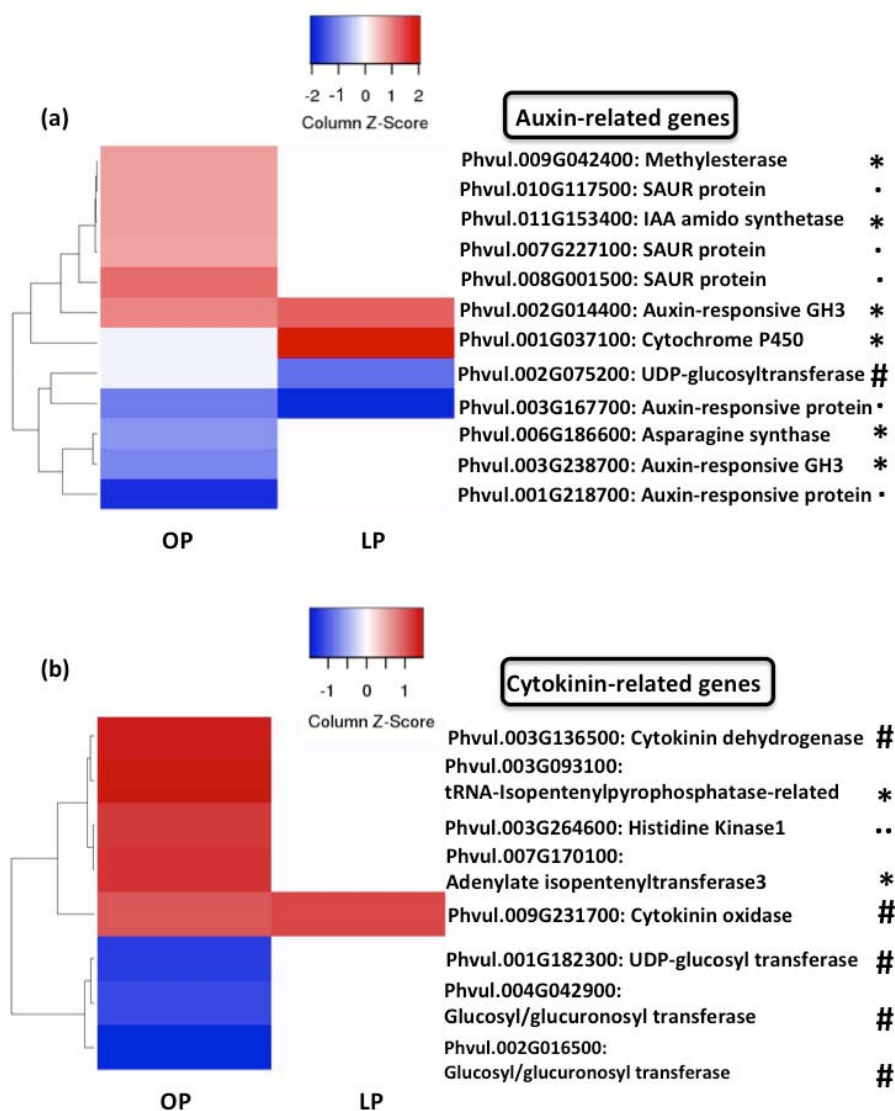 -2 -1 0 1 2
Column Z-Score
(a)
Auxin-related genes
Phvul.009G042400: Methylesterase *
Phvul.010G117500: SAUR protein •
Phvul.011G153400: IAA amido synthetase *
Phvul.007G227100: SAUR protein •
Phvul.008G001500: SAUR protein •
Phvul.002G014400: Auxin-responsive GH3 *
Phvul.001G037100: Cytochrome P450 *
Phvul.002G075200: UDP-glucosyltransferase #
Phvul.003G167700: Auxin-responsive protein •
Phvul.006G186600: Asparagine synthase *
Phvul.003G238700: Auxin-responsive GH3 *
Phvul.001G218700: Auxin-responsive protein •
OP LP
-1 0 1
Column Z-Score
(b)
Cytokinin-related genes
Phvul.003G136500: Cytokinin dehydrogenase #
Phvul.003G093100:
tRNA-Isopentenylpyrophosphatase-related *
Phvul.003G264600: Histidine Kinase1 ••
Phvul.007G170100:
Adenylate isopentenyltransferase3 *
Phvul.009G231700: Cytokinin oxidase #
Phvul.001G182300: UDP-glucosyl transferase #
Phvul.004G042900:
Glucosyl/glucuronosyl transferase #
Phvul.002G016500:
Glucosyl/glucuronosyl transferase #
OP LP